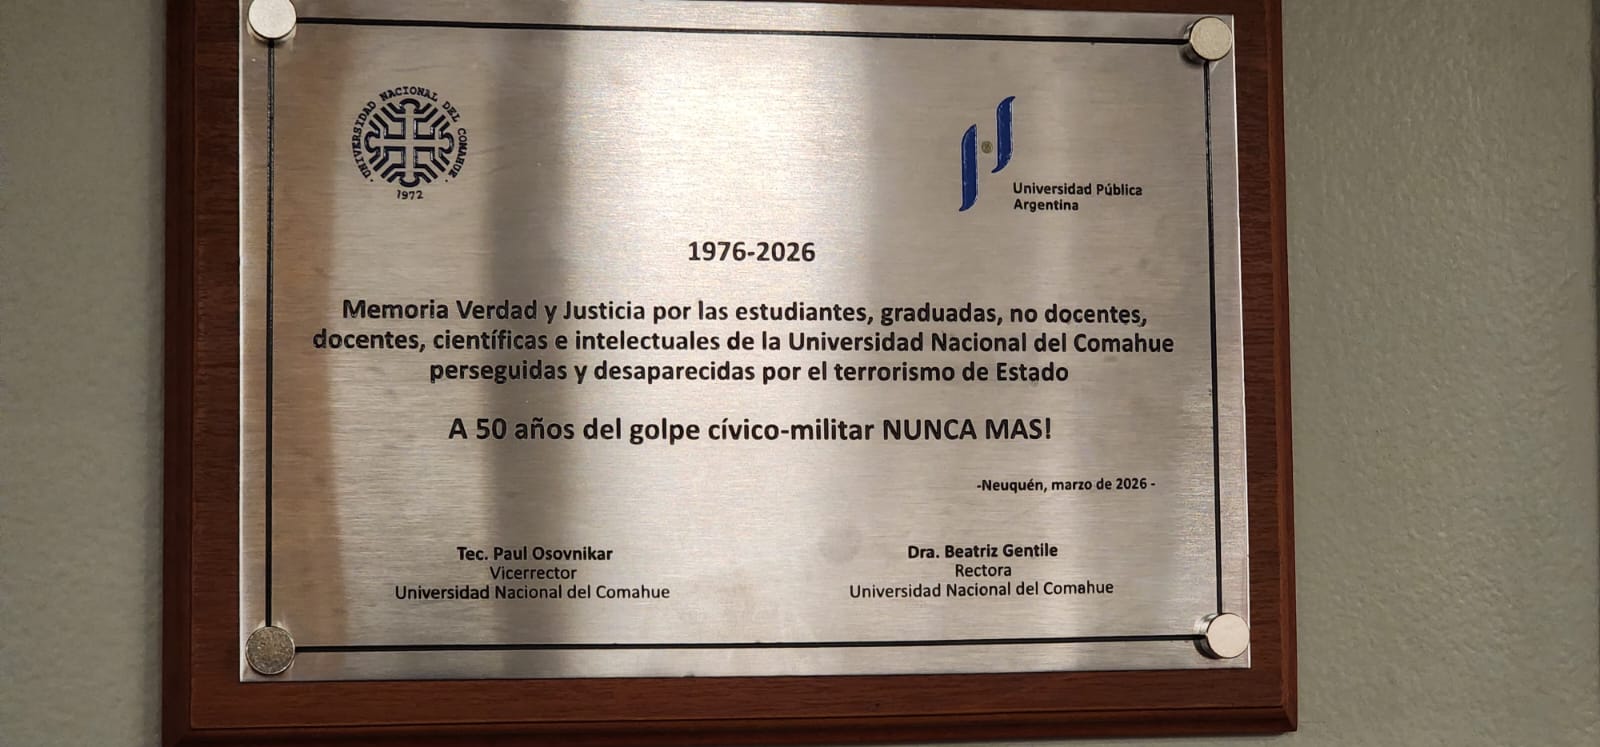 UNIVERSIDAD NACIONAL DEL COMAHUE
1972
Universidad Pública
Argentina
1976-2026
Memoria Verdad y Justicia por las estudiantes, graduadas, no docentes,
docentes, científicas e intelectuales de la Universidad Nacional del Comahue
perseguidas y desaparecidas por el terrorismo de Estado
A 50 años del golpe cívico-militar NUNCA MAS!
-Neuquén, marzo de 2026 -
Tec. Paul Osovnikar
Vicerrector
Universidad Nacional del Comahue
Dra. Beatriz Gentile
Rectora
Universidad Nacional del Comahue